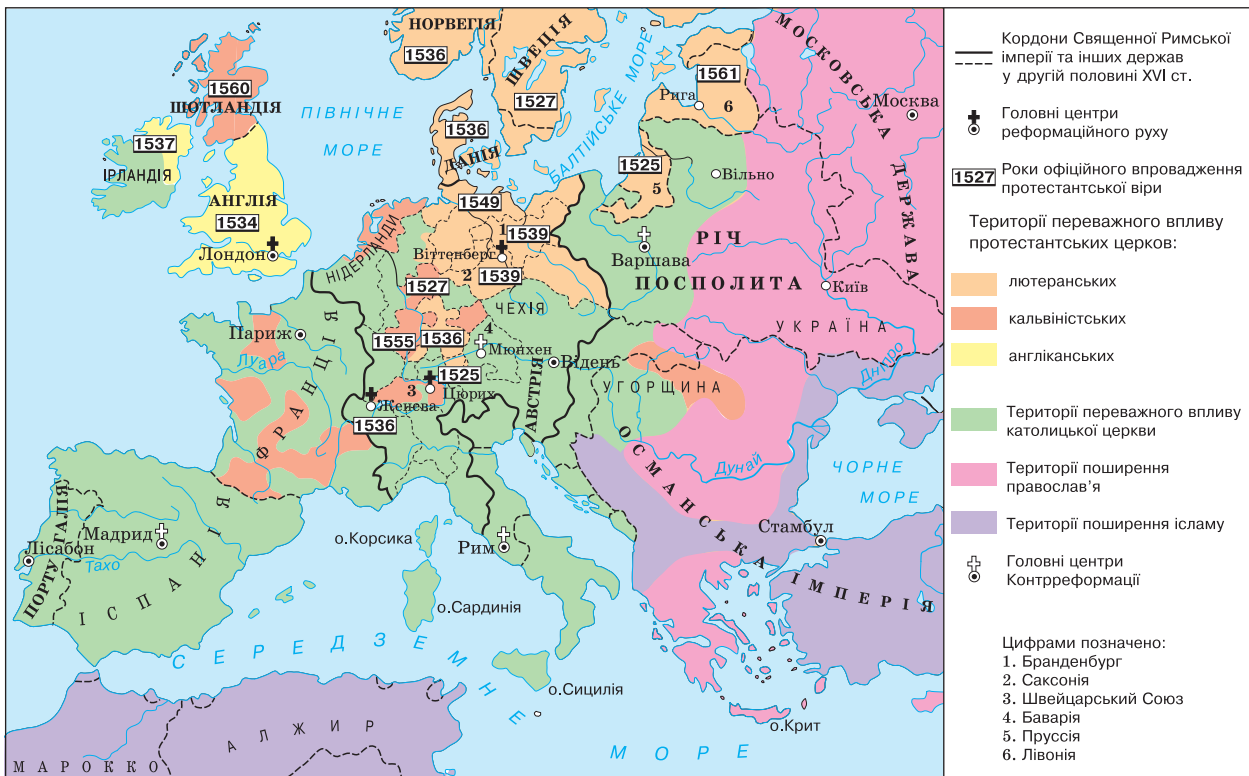 НОРВЕГІЯ
1536
ШВЕЦІЯ
1527
БАЛТІЙСЬКЕ МОРЕ
1561
Рига
6
МОСКОВСЬКА ДЕРЖАВА
Москва
1560
ШОТЛАНДІЯ
ПІВНІЧНЕ
МОРЕ
1537
ІРЛАНДІЯ
АНГЛІЯ
1534
Лондон
1536
ДАНІЯ
1525
5
Вільно
1549
1
1539
НІДЕРЛАНДИ
Віттенберг
2
1539
1527
ЧЕХІЯ
РІЧ
Варшава
ПОСПОЛИТА
Київ
УКРАЇНА
Дніпро
Париж
Луара
ФРАНЦІЯ
1555
1536
4
Мюнхен
Відень
1525
3
Цюрих
Женева
1536
АВСТРІЯ
УГОРЩИНА
Дунай
ОСМАНСЬКА ІМПЕРІЯ
ЧОРНЕ
МОРЕ
Стамбул
ПОРТУГАЛІЯ
Мадрид
Лісабон
Тахо
ІСПАНІЯ
о.Корсика
Рим
о.Сардинія
о.Сицилія
о.Крит
СЕРЕДЗЕМНЕ
МОРЕ
АЛЖИР
МАРОККО
Кордони Священної Римської
імперії та інших держав
у другій половині XVI ст.
Головні центри
реформаційного руху
1527
Роки офіційного впровадження
протестантської віри
Території переважного впливу
протестантських церков:
лютеранських
кальвіністських
англіканських
Території переважного впливу
католицької церкви
Території поширення
православ’я
Території поширення ісламу
Головні центри
Контрреформації
Цифрами позначено:
1. Бранденбург
2. Саксонія
3. Швейцарський Союз
4. Баварія
5. Пруссія
6. Лівонія